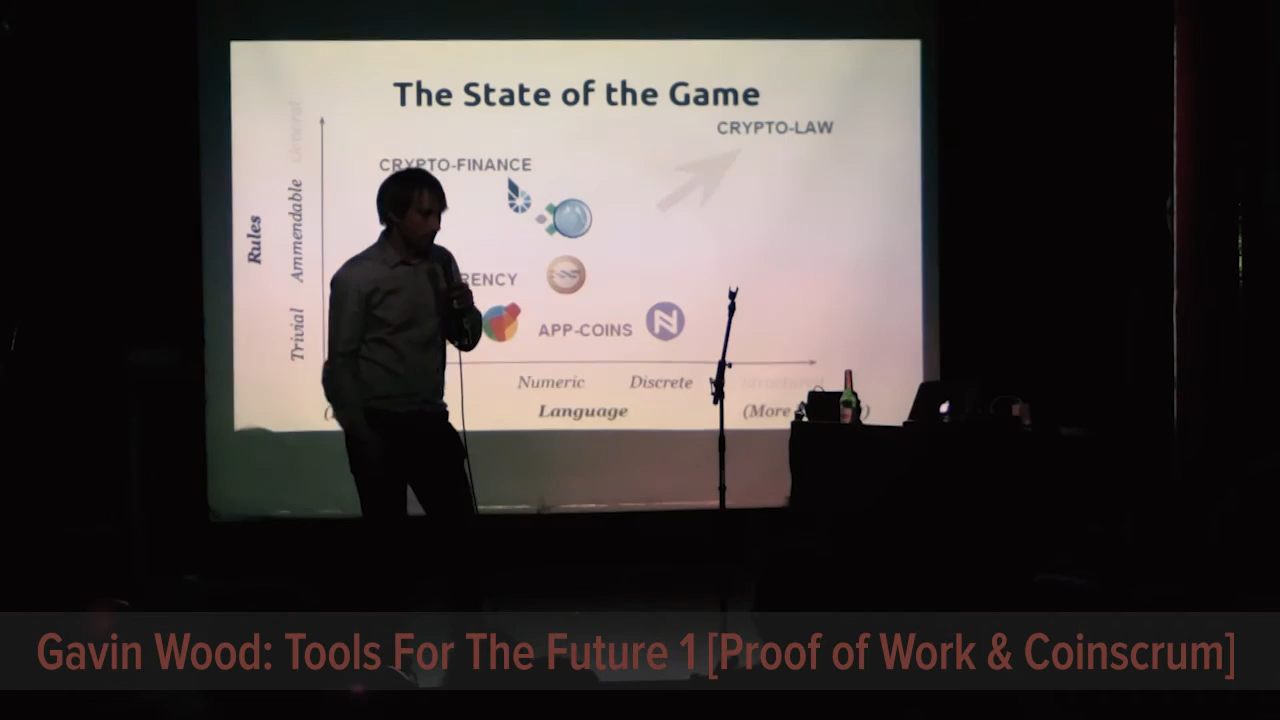 The State of the Game
CRYPTO-LAW
CRYPTO-FINANCE
General
Ammendable
Rules
RENCY
APP-COINS
N
Trivial
Numeric
Discrete
Language
(More
)
Gavin Wood: Tools For The Future 1 [Proof of Work & Coinscrum]